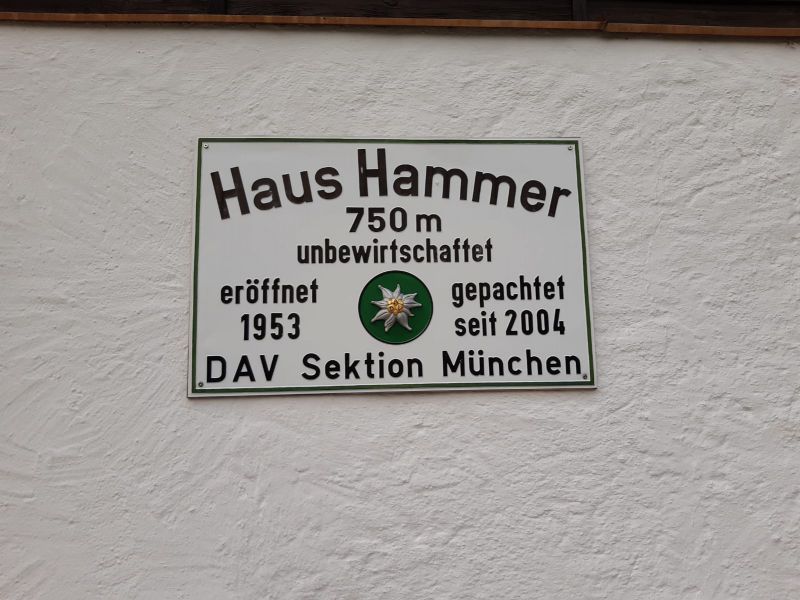 Haus Hammer
750 m
unbewirtschaftet
eröffnet
1953
gepachtet
seit 2004
DAV Sektion München